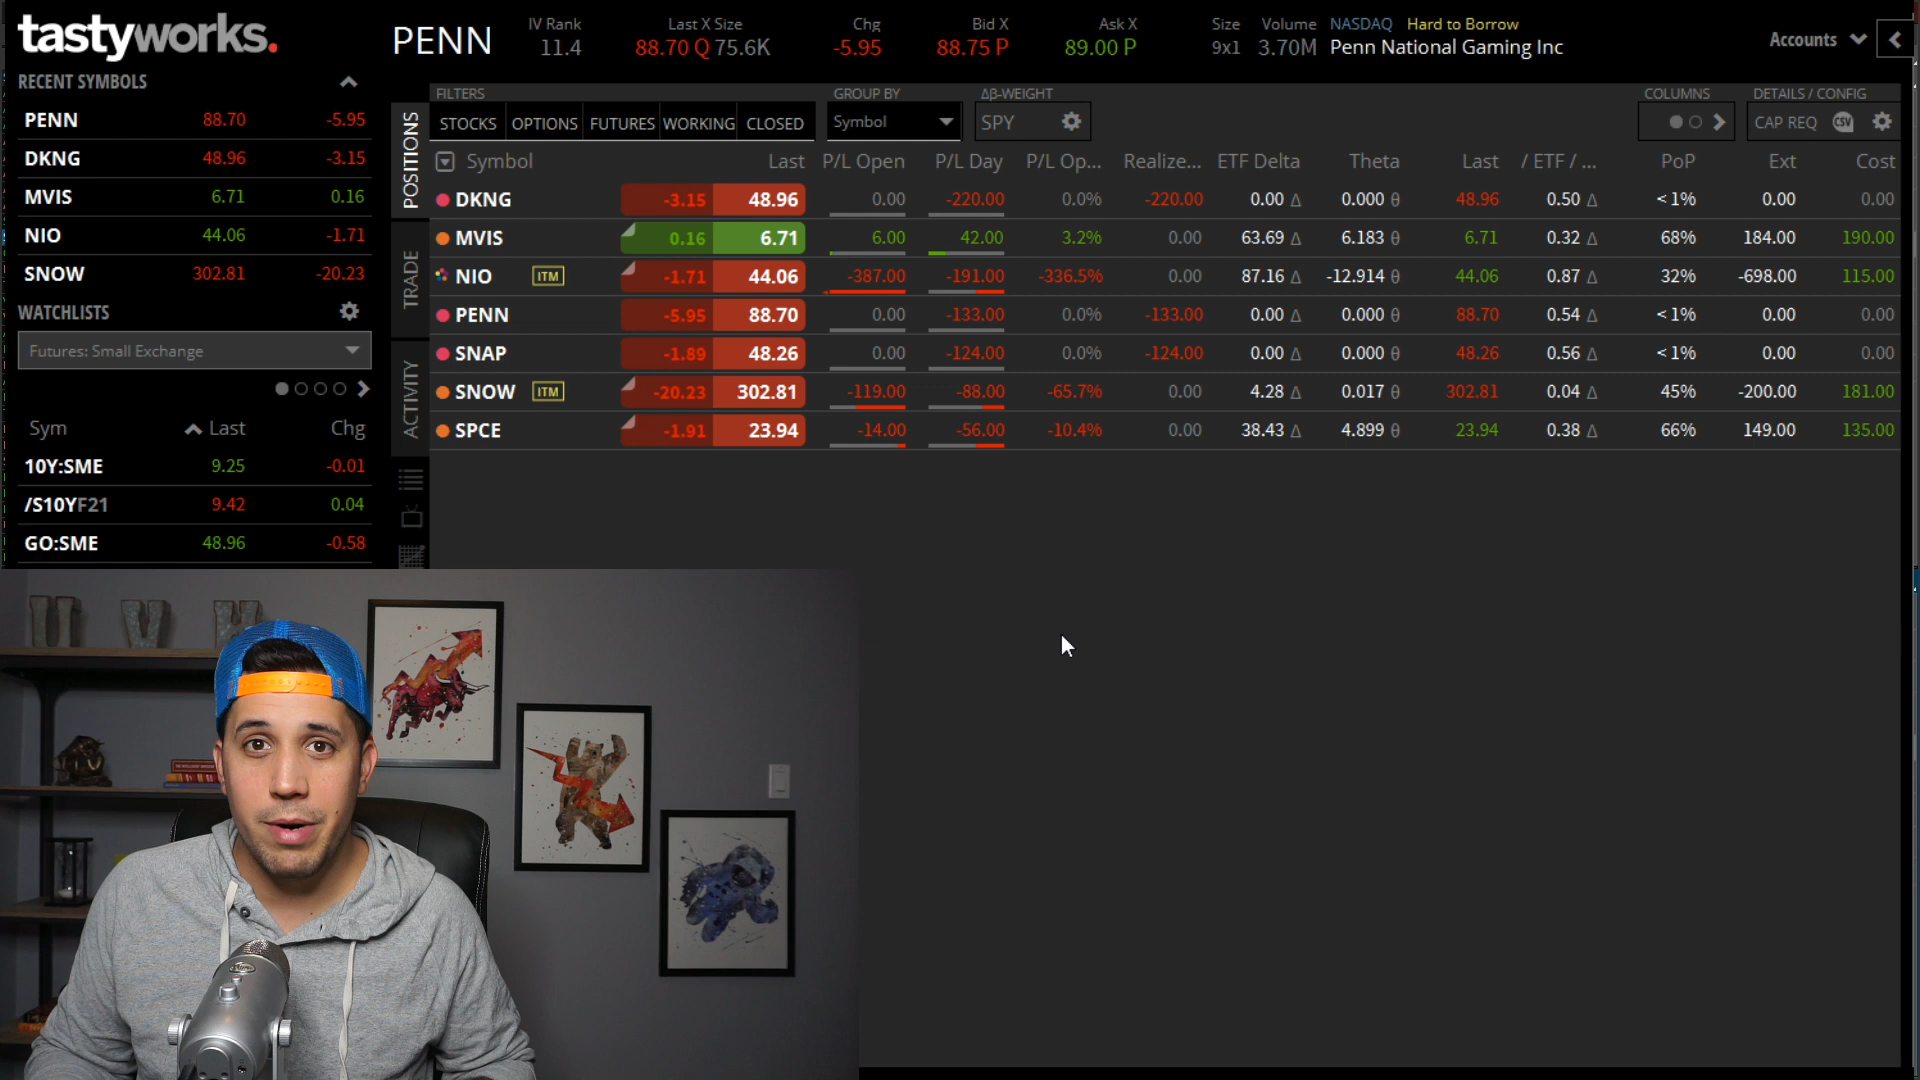 tastyworks.
PENN
IV Rank
11.4
Last X Size
88.70 Q 75.6K
Chg
-5.95
Bid X
88.75 P
Ask X
89.00 P
Size
9x1
Volume
3.70M
NASDAQ Hard to Borrow
Penn National Gaming Inc
Accounts
RECENT SYMBOLS
PENN 88.70 -5.95
DKNG 48.96 -3.15
MVIS 6.71 0.16
NIO 44.06 -1.71
SNOW 302.81 -20.23
WATCHLISTS
Futures: Small Exchange
Sym Last Chg
10Y:SME 9.25 -0.01
/S10YF21 9.42 0.04
GO:SME 48.96 -0.58
POSITIONS
TRADE
ACTIVITY
FILTERS
STOCKS OPTIONS FUTURES WORKING CLOSED
GROUP BY
Symbol
Δβ-WEIGHT
SPY
COLUMNS
DETAILS / CONFIG
CAP REQ CSV
Symbol Last P/L Open P/L Day P/L Op... Realize... ETF Delta Theta Last / ETF / ... PoP Ext Cost
DKNG -3.15 48.96 0.00 -220.00 0.0% -220.00 0.00 Δ 0.000 θ 48.96 0.50 Δ < 1% 0.00 0.00
MVIS 0.16 6.71 6.00 42.00 3.2% 0.00 63.69 Δ 6.183 θ 6.71 0.32 Δ 68% 184.00 190.00
NIO ITM -1.71 44.06 -387.00 -191.00 -336.5% 0.00 87.16 Δ -12.914 θ 44.06 0.87 Δ 32% -698.00 115.00
PENN -5.95 88.70 0.00 -133.00 0.0% -133.00 0.00 Δ 0.000 θ 88.70 0.54 Δ < 1% 0.00 0.00
SNAP -1.89 48.26 0.00 -124.00 0.0% -124.00 0.00 Δ 0.000 θ 48.26 0.56 Δ < 1% 0.00 0.00
SNOW ITM -20.23 302.81 -119.00 -88.00 -65.7% 0.00 4.28 Δ 0.017 θ 302.81 0.04 Δ 45% -200.00 181.00
SPCE -1.91 23.94 -14.00 -56.00 -10.4% 0.00 38.43 Δ 4.899 θ 23.94 0.38 Δ 66% 149.00 135.00